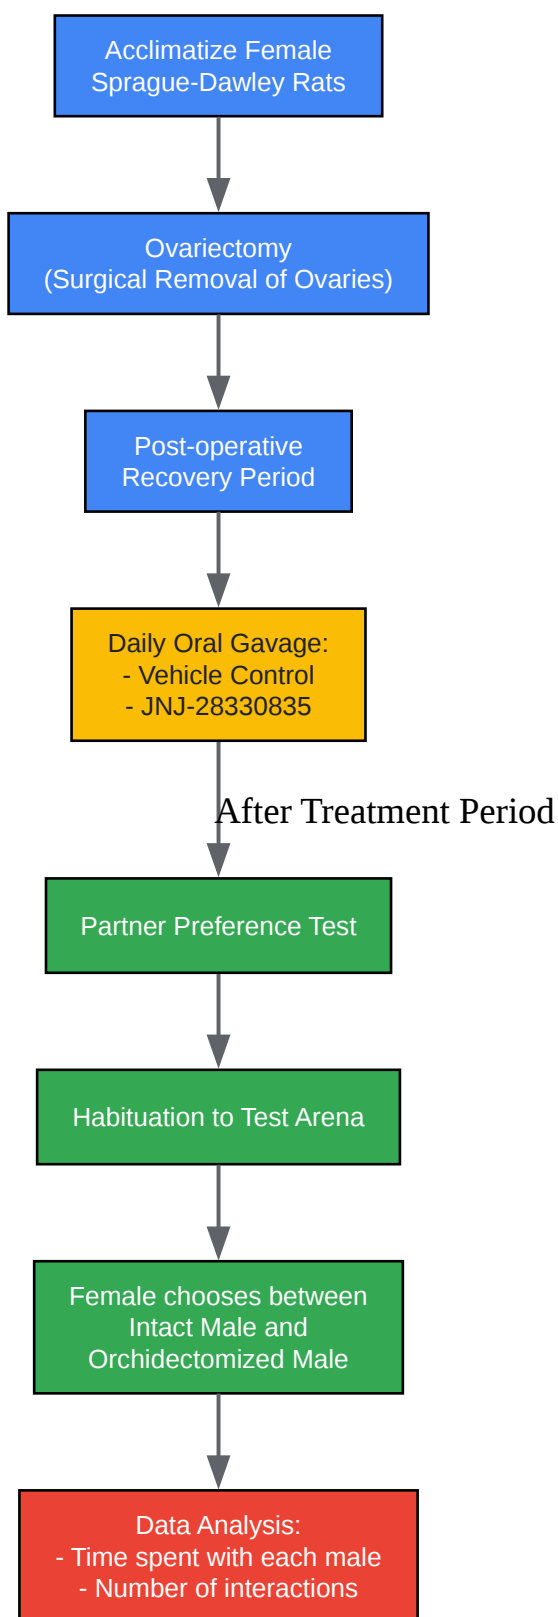 Acclimatize Female
Sprague-Dawley Rats
Ovariectomy
(Surgical Removal of Ovaries)
Post-operative
Recovery Period
Daily Oral Gavage:
- Vehicle Control
- JNJ-28330835
After Treatment Period
Partner Preference Test
Habituation to Test Arena
Female chooses between
Intact Male and
Orchidectomized Male
Data Analysis:
- Time spent with each male
- Number of interactions